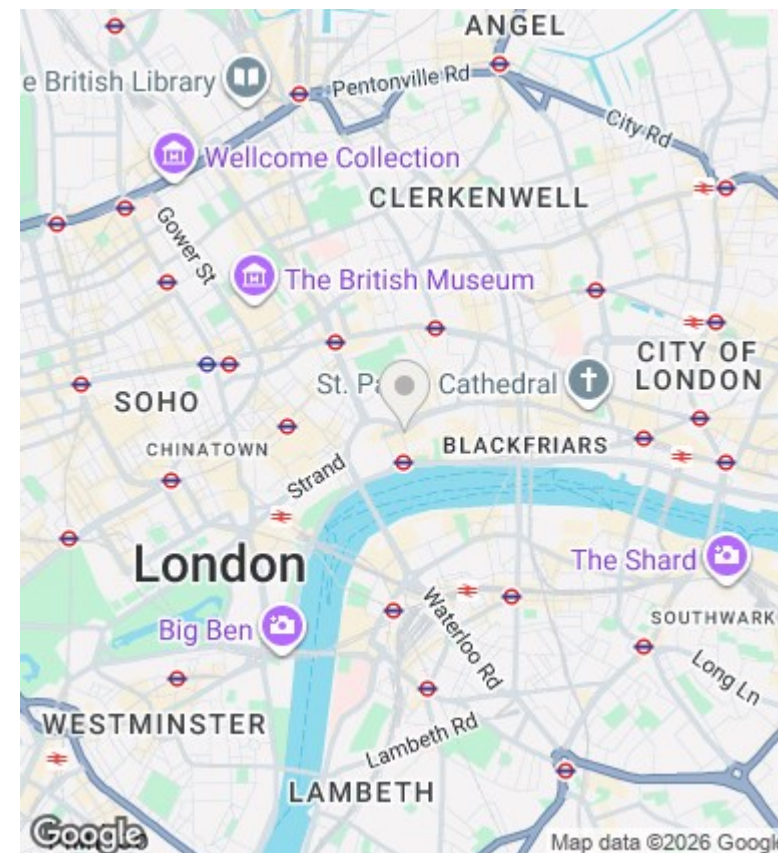 ANGEL
e British Library
Pentonville Rd
City Rd
Wellcome Collection
CLERKENWELL
Gower St
The British Museum
CITY OF
LONDON
St. Pa
Cathedral
SOHO
CHINATOWN
BLACKFRIARS
Strand
London
The Shard
Big Ben
Waterloo Rd
SOUTHWARK
Long Ln
WESTMINSTER
Lambeth Rd
LAMBETH
Google
Map data ©2026 Google